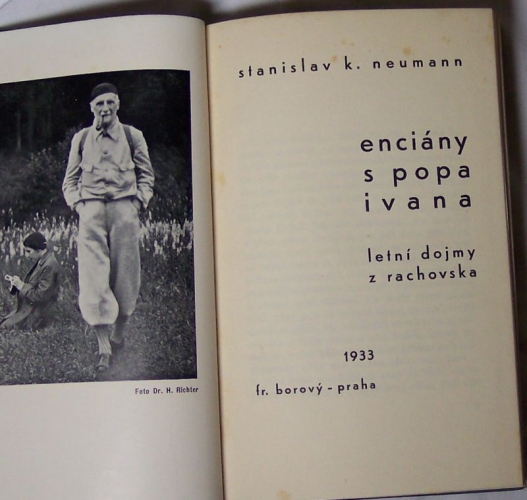 Foto Dr. H. Richter
stanislav k. neumann
enciány
s popa
ivana
letní dojmy
z rachovska
1933
fr. borový - praha